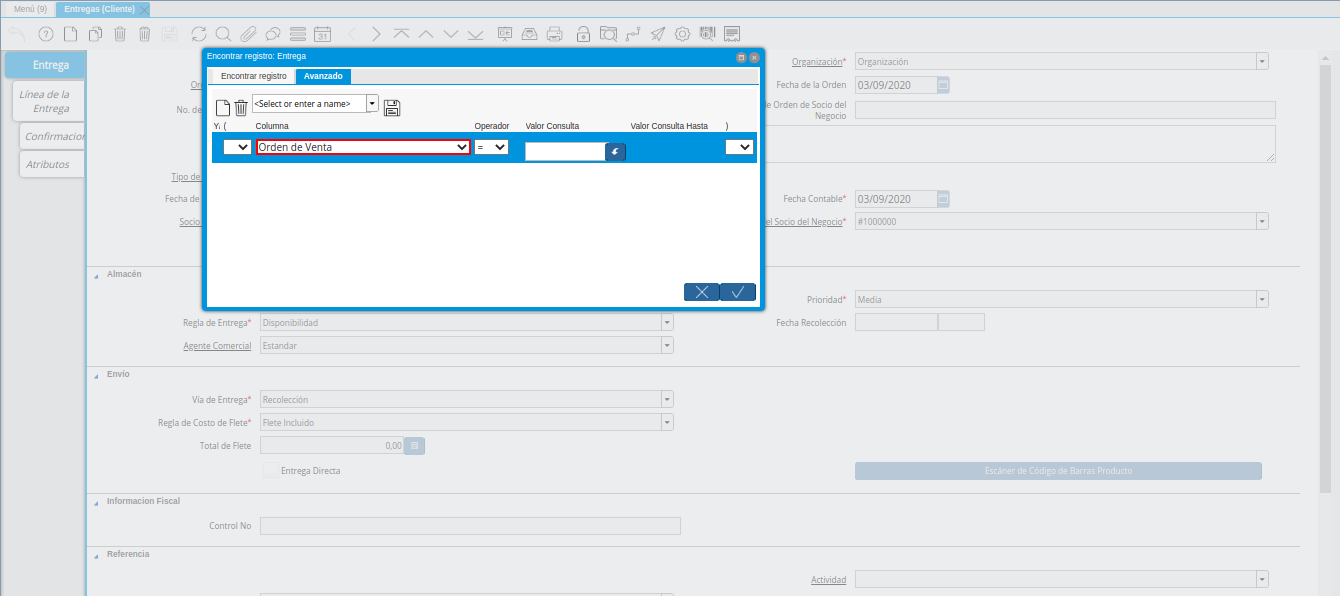 Menú (9)
Entregas (Cliente)
Entrega
Línea de la
Entrega
Confirmacion
Atributos
Encontrar registro: Entrega
Encontrar registro
Avanzado
<Select or enter a name>
( Columna Operador Valor Consulta Valor Consulta Hasta )
Orden de Venta =
Organización* Organización
Fecha de la Orden 03/09/2020
No. de
e Orden de Socio del
Negocio
Tipo de
Fecha de
Fecha Contable* 03/09/2020
Socio
el Socio del Negocio* #1000000
Almacén
Prioridad* Media
Regla de Entrega* Disponibilidad
Fecha Recolección
Agente Comercial Estandar
Envío
Vía de Entrega* Recolección
Regla de Costo de Flete* Flete Incluido
Total de Flete 0,00
Entrega Directa
Escáner de Código de Barras Producto
Informacion Fiscal
Control No
Referencia
Actividad